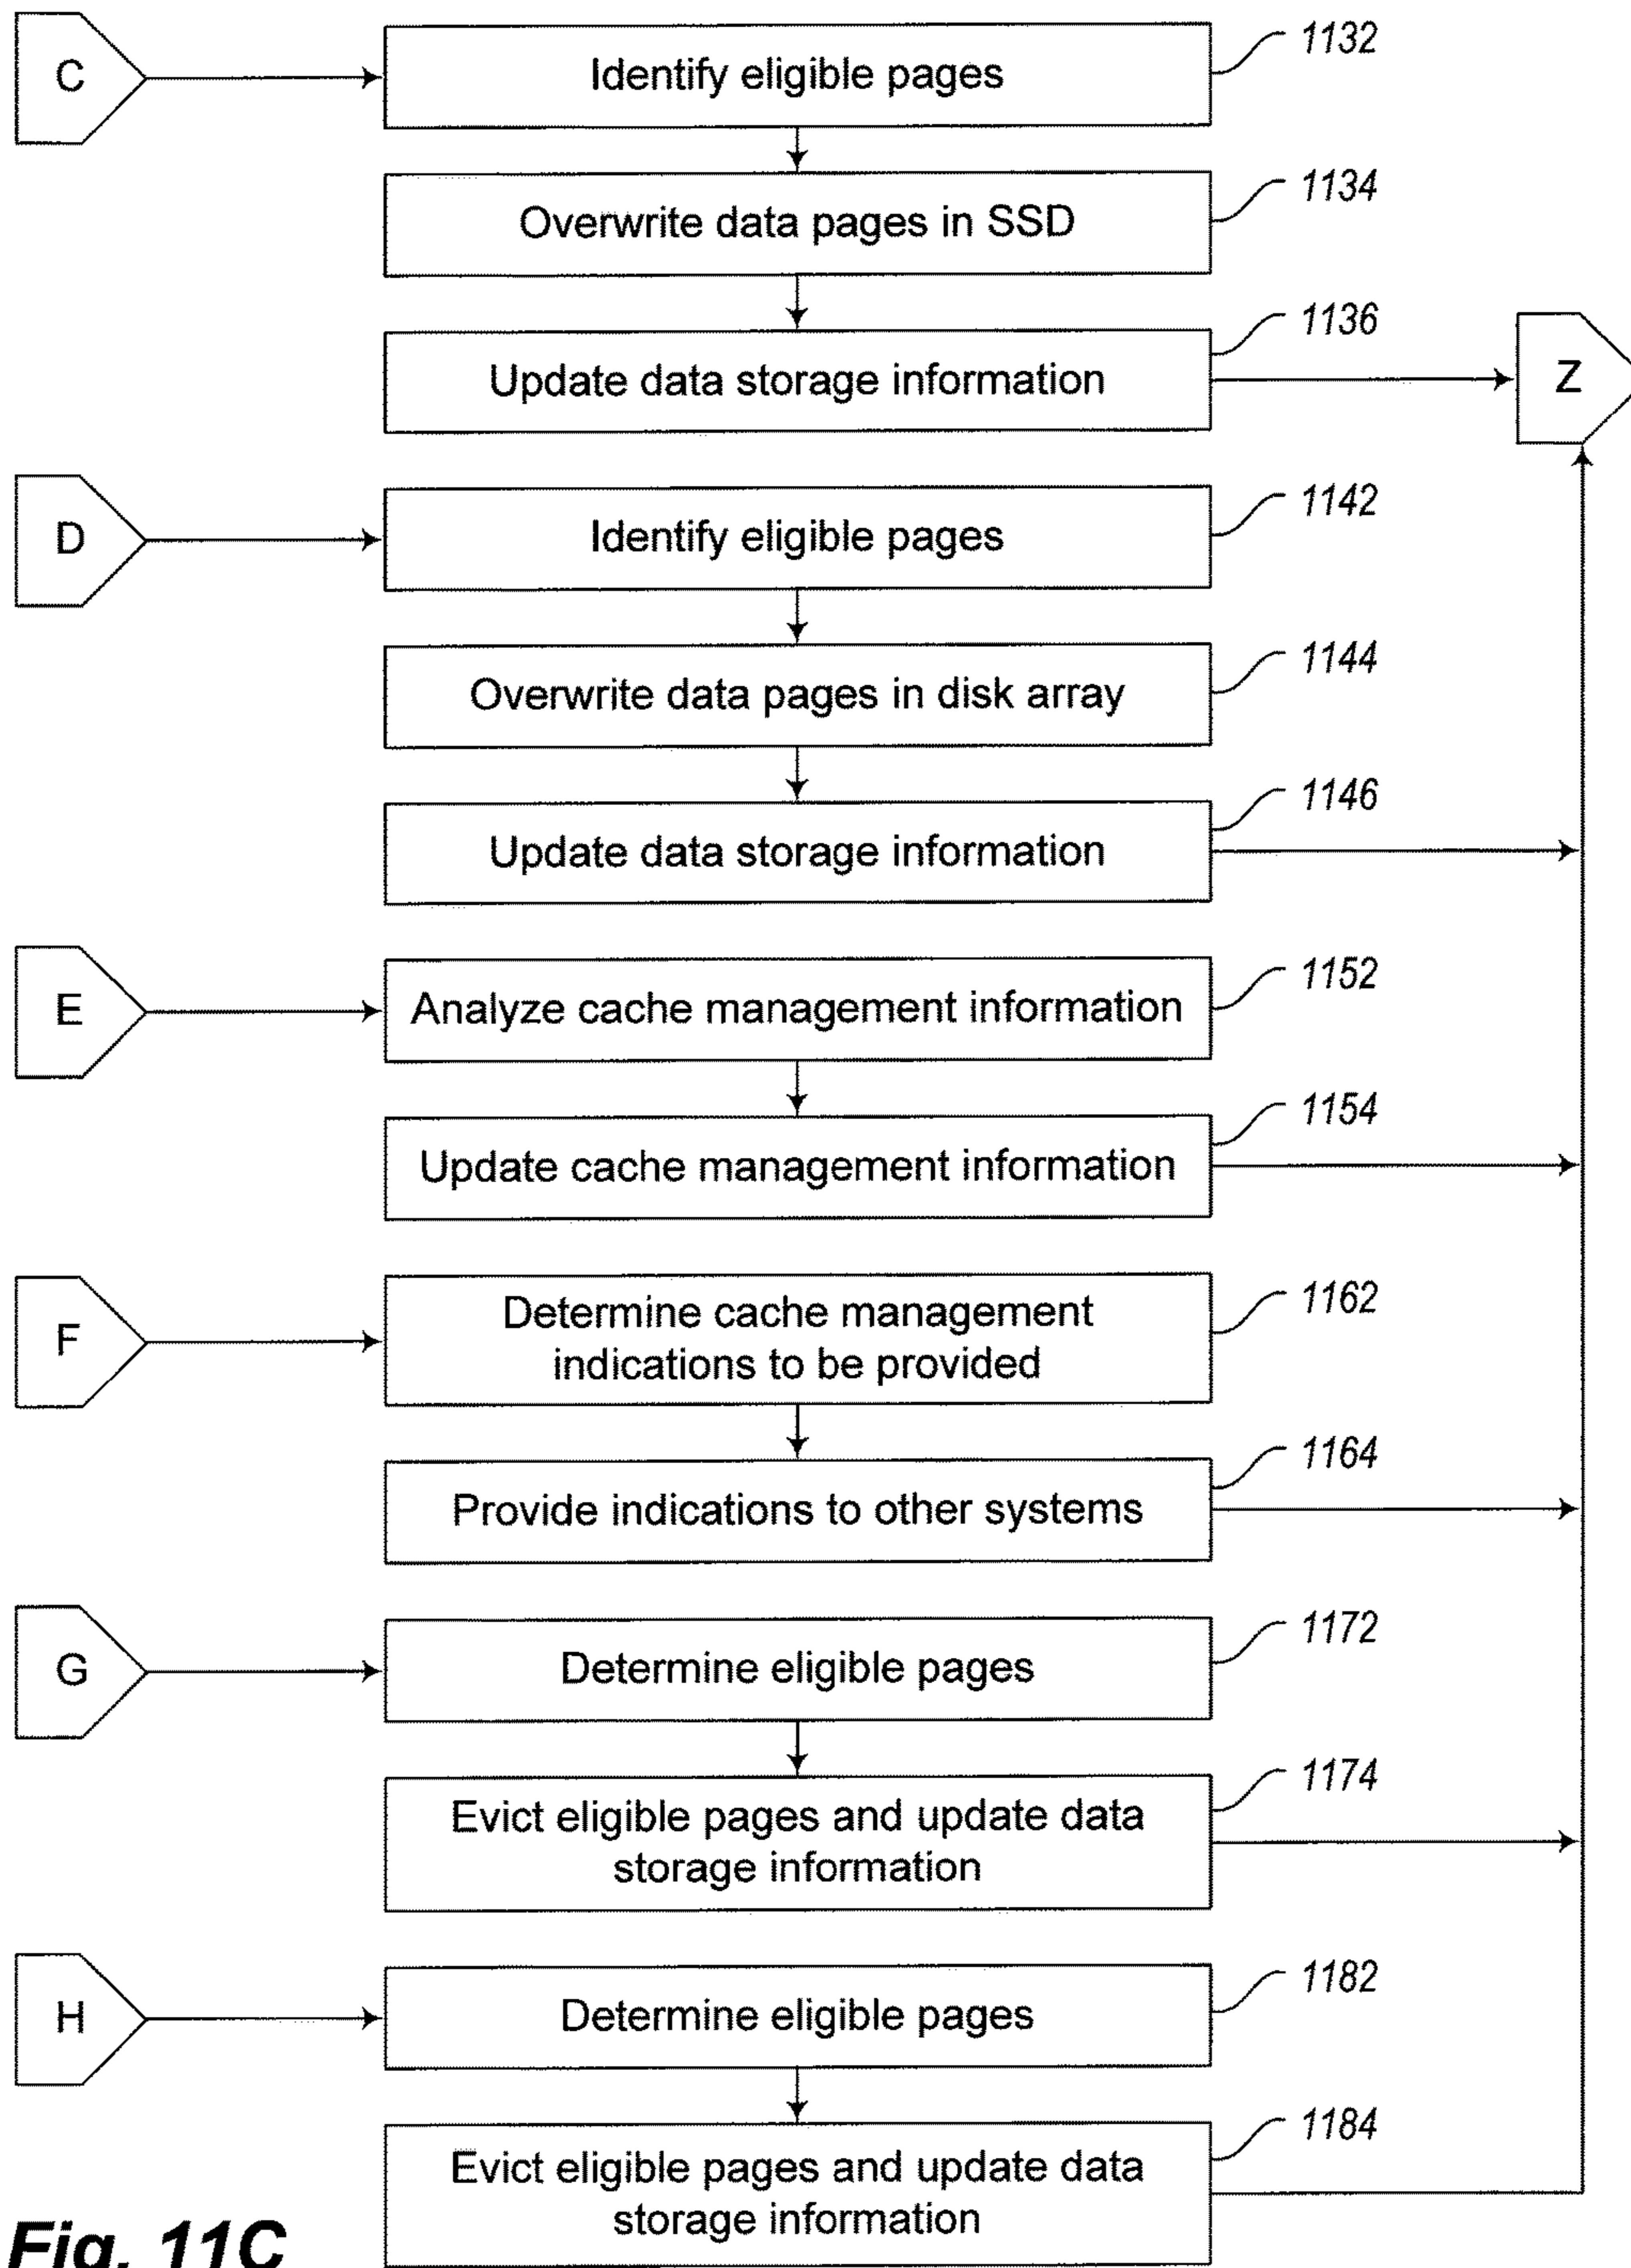 C
Identify eligible pages
1132
Overwrite data pages in SSD
1134
Update data storage information
1136
Z
D
Identify eligible pages
1142
Overwrite data pages in disk array
1144
Update data storage information
1146
E
Analyze cache management information
1152
Update cache management information
1154
F
Determine cache management
indications to be provided
1162
Provide indications to other systems
1164
G
Determine eligible pages
1172
Evict eligible pages and update data
storage information
1174
H
Determine eligible pages
1182
Evict eligible pages and update data
storage information
1184
Fig. 11C